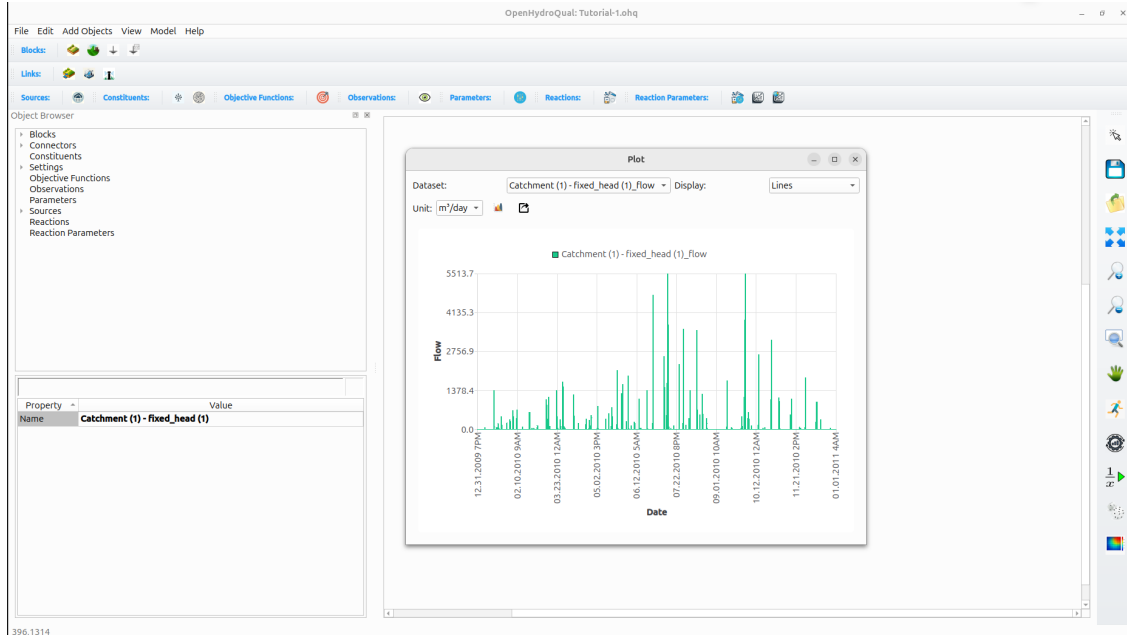 OpenHydroQual: Tutorial-1.ohq
File Edit Add Objects View Model Help
Blocks:
Links:
Sources: Constituents: Objective Functions: Observations: Parameters: Reactions: Reaction Parameters:
Object Browser
Blocks
Connectors
Constituents
Settings
Objective Functions
Observations
Parameters
Sources
Reactions
Reaction Parameters
Property Value
Name Catchment (1) - fixed_head (1)
Plot
Dataset: Catchment (1) - fixed_head (1)_flow Display: Lines
Unit: m³/day
Catchment (1) - fixed_head (1)_flow
5513.7
4135.3
2756.9
1378.4
0.0
Flow
12.31.2009 7PM
02.10.2010 9AM
03.23.2010 12AM
05.02.2010 3PM
06.12.2010 5AM
07.22.2010 8PM
09.01.2010 10AM
10.12.2010 12AM
11.21.2010 2PM
01.01.2011 4AM
Date
1
x
396,1314